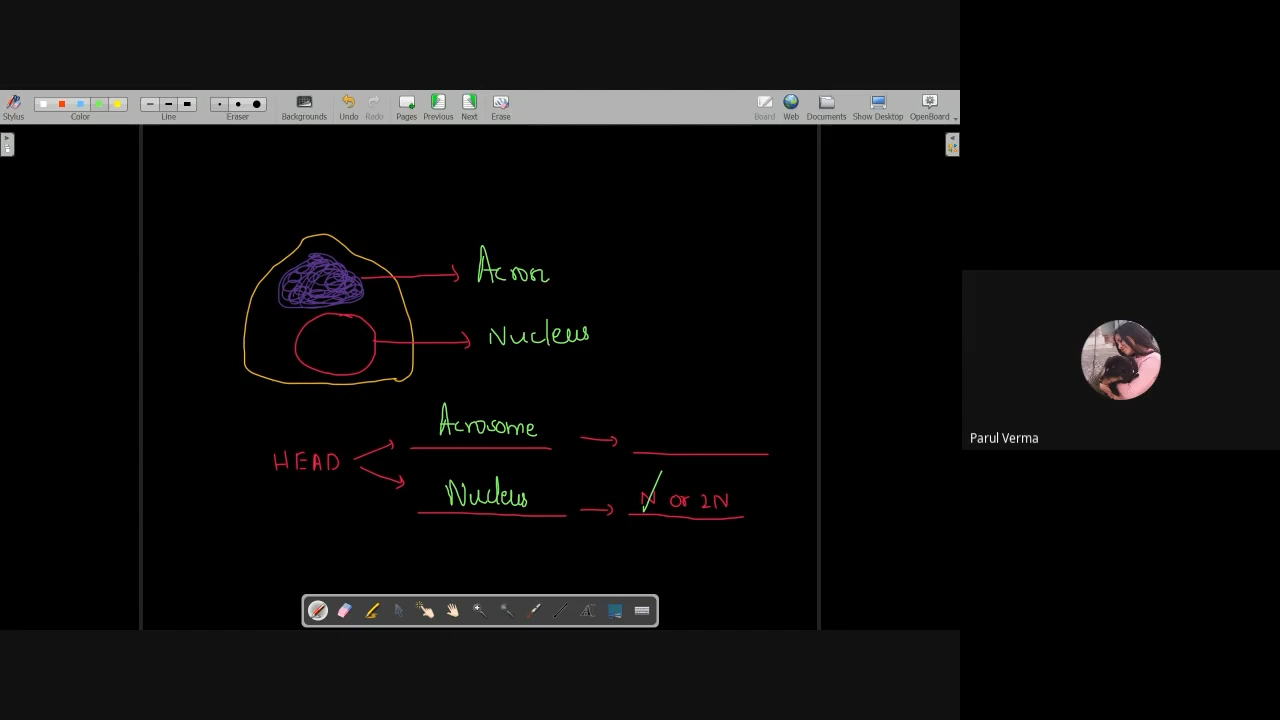 Stylus Color Line Eraser Backgrounds Undo Redo Pages Previous Next Erase Board Web Documents Show Desktop OpenBoard
Acron
Nucleus
Acrosome
HEAD
Nucleus
N or 2N
Parul Verma